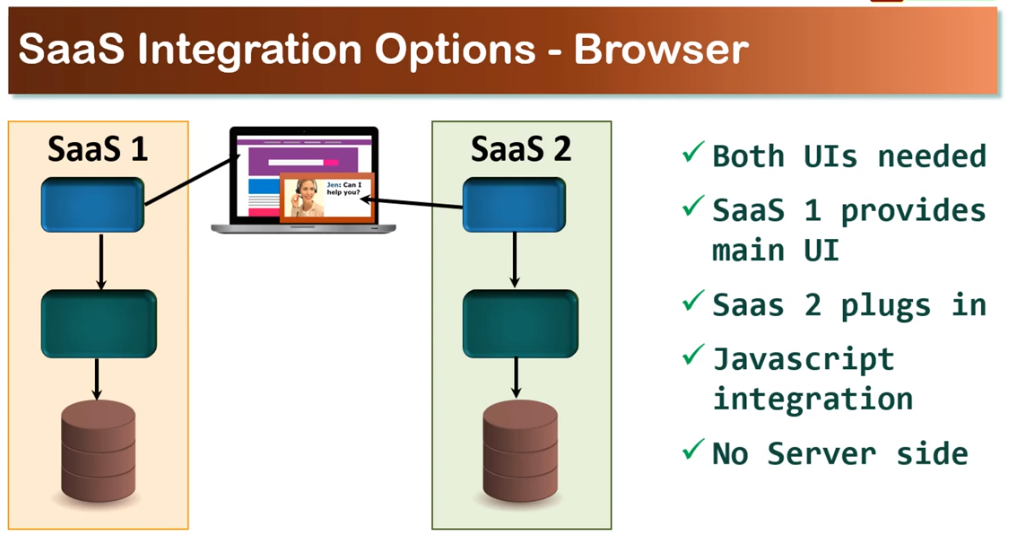 SaaS Integration Options - Browser
SaaS 1
Jen: Can I
help you?
SaaS 2
Both UIs needed
SaaS 1 provides
main UI
Saas 2 plugs in
Javascript
integration
No Server side